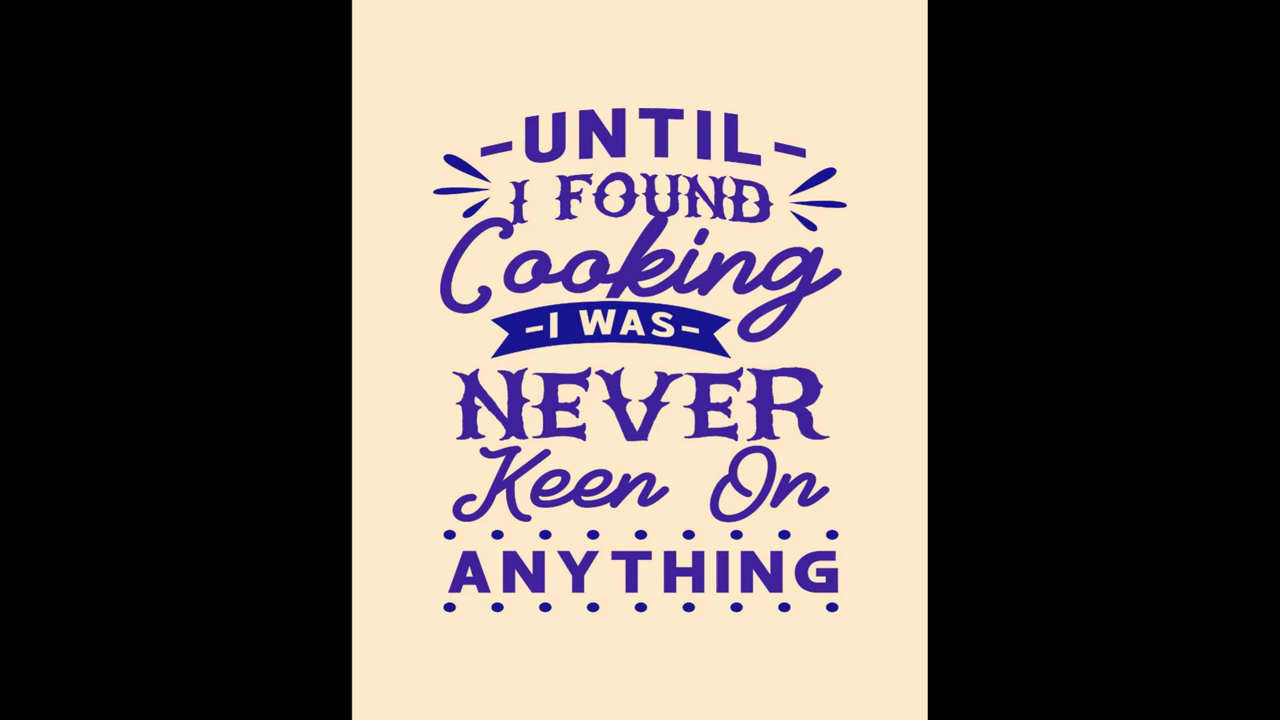 -UNTIL-
I FOUND
Cooking
-I WAS-
NEVER
Keen On
ANYTHING